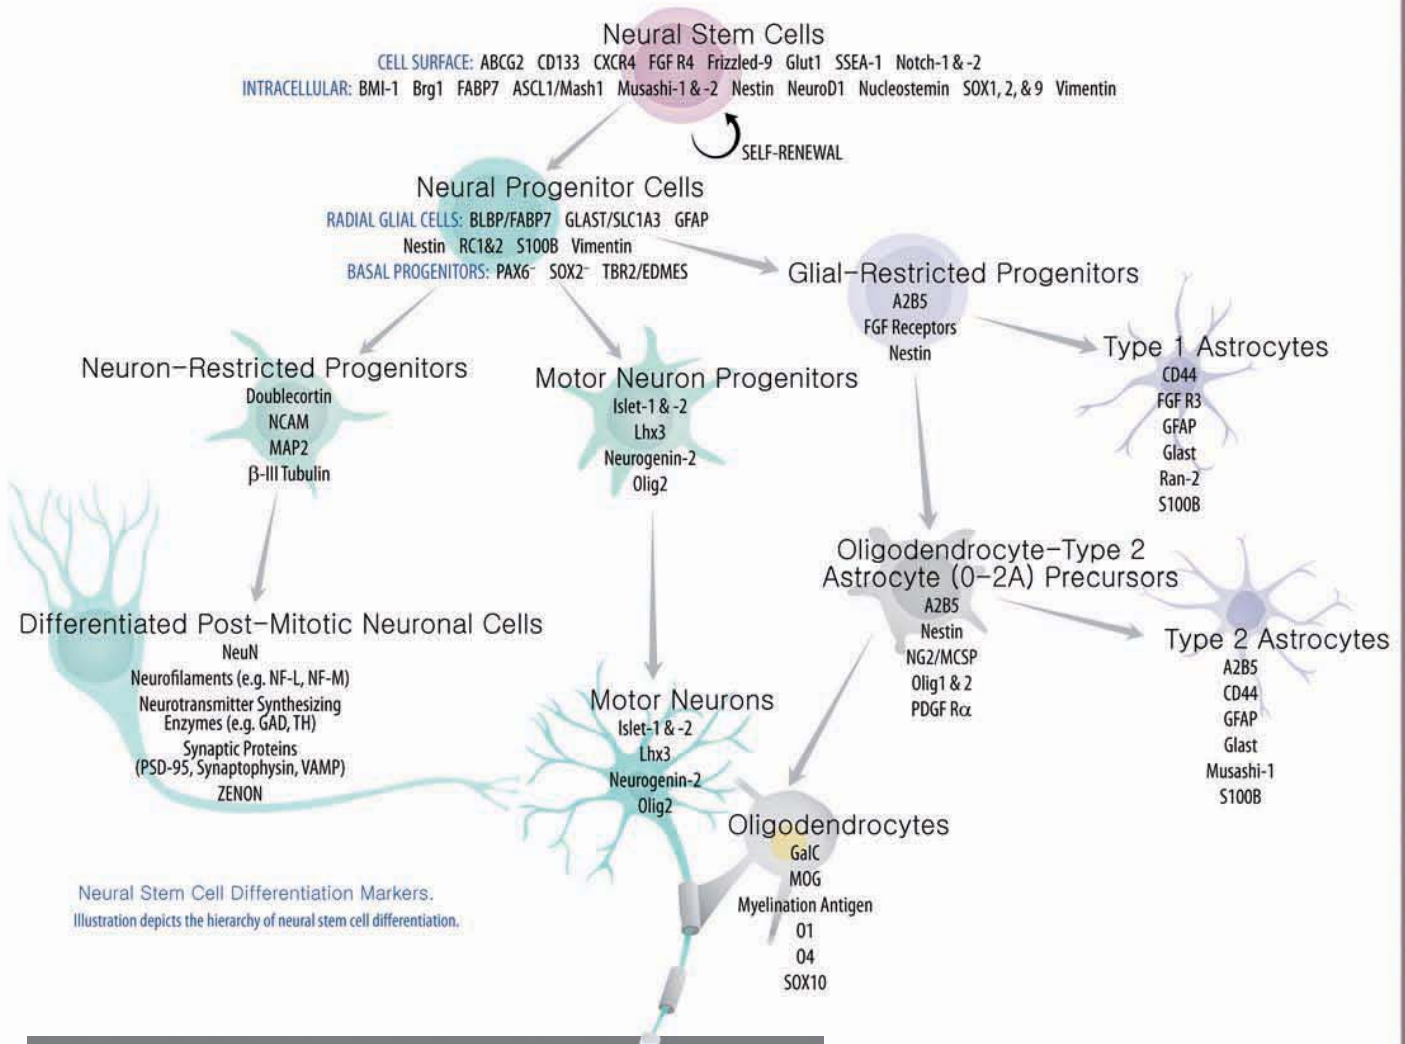 Neural Stem Cells
CELL SURFACE: ABCG2 CD133 CXCR4 FGF R4 Frizzled-9 Glut1 SSEA-1 Notch-1 & -2
INTRACELLULAR: BMI-1 Brg1 FABP7 ASCL1/Mash1 Musashi-1 & -2 Nestin NeuroD1 Nucleostemin SOX1, 2, & 9 Vimentin
SELF-RENEWAL
Neural Progenitor Cells
RADIAL GLIAL CELLS: BLBP/FABP7 GLAST/SLC1A3 GFAP
Nestin RC1&2 S100B Vimentin
BASAL PROGENITORS: PAX6⁻ SOX2⁻ TBR2/EDMES
Glial-Restricted Progenitors
A2B5
FGF Receptors
Nestin
Type 1 Astrocytes
CD44
FGF R3
GFAP
Glast
Ran-2
S100B
Neuron-Restricted Progenitors
Doublecortin
NCAM
MAP2
β-III Tubulin
Motor Neuron Progenitors
Islet-1 & -2
Lhx3
Neurogenin-2
Olig2
Oligodendrocyte-Type 2
Astrocyte (0-2A) Precursors
A2B5
Nestin
NG2/MCSP
Olig1 & 2
PDGF Rα
Type 2 Astrocytes
A2B5
CD44
GFAP
Glast
Musashi-1
S100B
Differentiated Post-Mitotic Neuronal Cells
NeuN
Neurofilaments (e.g. NF-L, NF-M)
Neurotransmitter Synthesizing
Enzymes (e.g. GAD, TH)
Synaptic Proteins
(PSD-95, Synaptophysin, VAMP)
ZENON
Motor Neurons
Islet-1 & -2
Lhx3
Neurogenin-2
Olig2
Oligodendrocytes
GalC
MOG
Myelination Antigen
O1
O4
SOX10
Neural Stem Cell Differentiation Markers.
Illustration depicts the hierarchy of neural stem cell differentiation.